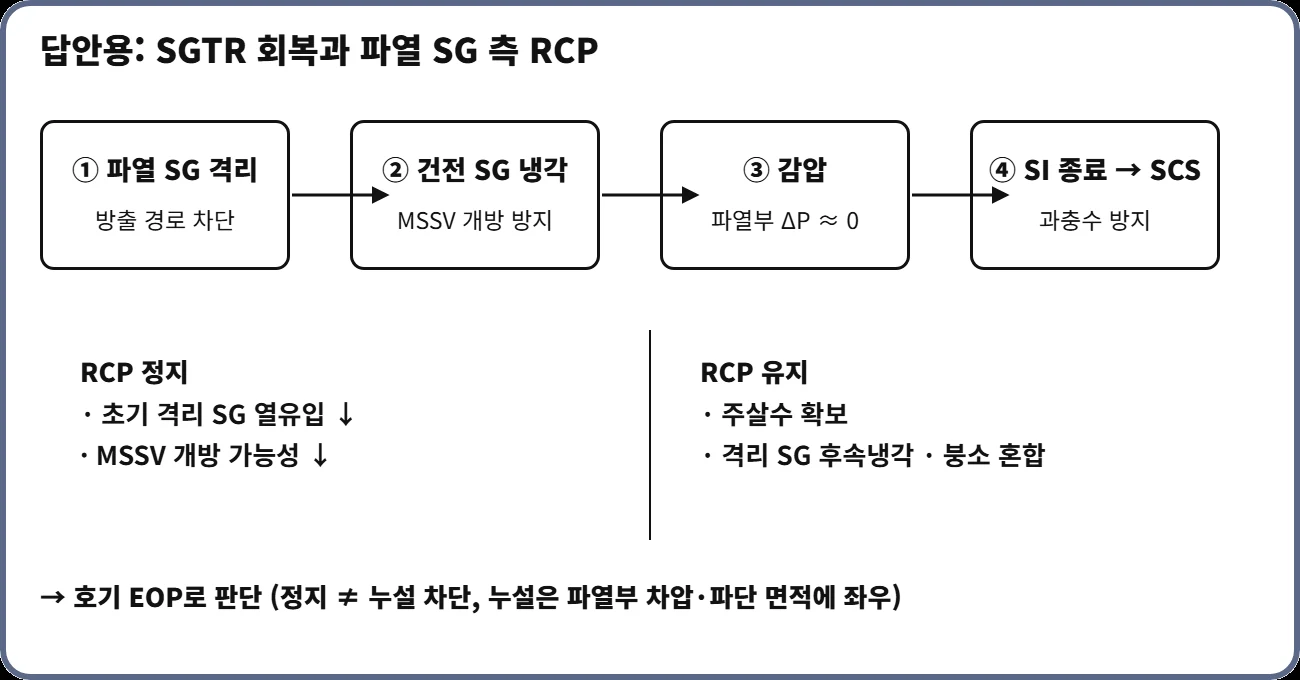 답안용: SGTR 회복과 파열 SG 측 RCP
① 파열 SG 격리
방출 경로 차단
② 건전 SG 냉각
MSSV 개방 방지
③ 감압
파열부 ΔP ≈ 0
④ SI 종료 → SCS
과충수 방지
RCP 정지
· 초기 격리 SG 열유입 ↓
· MSSV 개방 가능성 ↓
RCP 유지
· 주살수 확보
· 격리 SG 후속냉각 · 붕소 혼합
→ 호기 EOP로 판단 (정지 ≠ 누설 차단, 누설은 파열부 차압·파단 면적에 좌우)